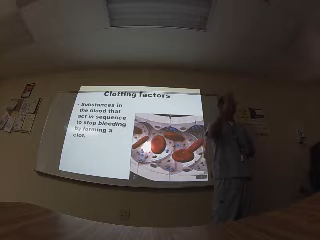 Clotting factors
• Substances in
the blood that
act in sequence
to stop bleeding
by forming a
clot.